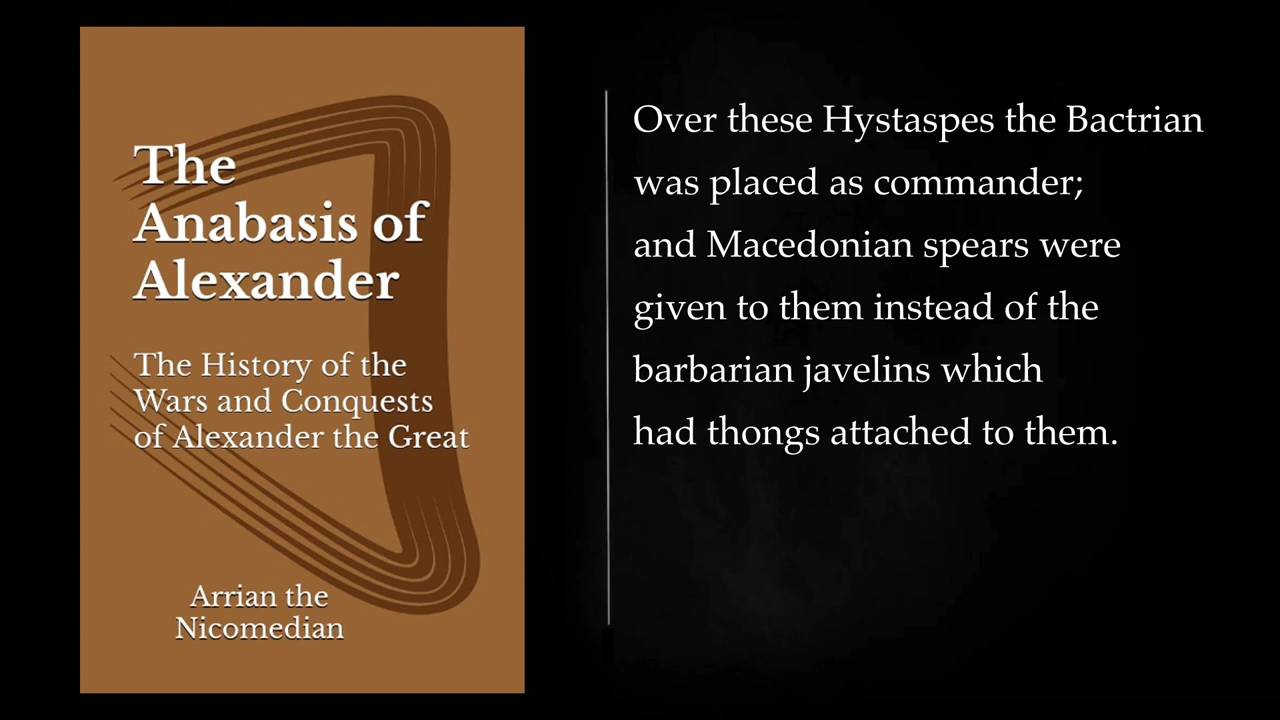 The
Anabasis of
Alexander
The History of the
Wars and Conquests
of Alexander the Great
Arrian the
Nicomedian
Over these Hystaspes the Bactrian
was placed as commander;
and Macedonian spears were
given to them instead of the
barbarian javelins which
had thongs attached to them.